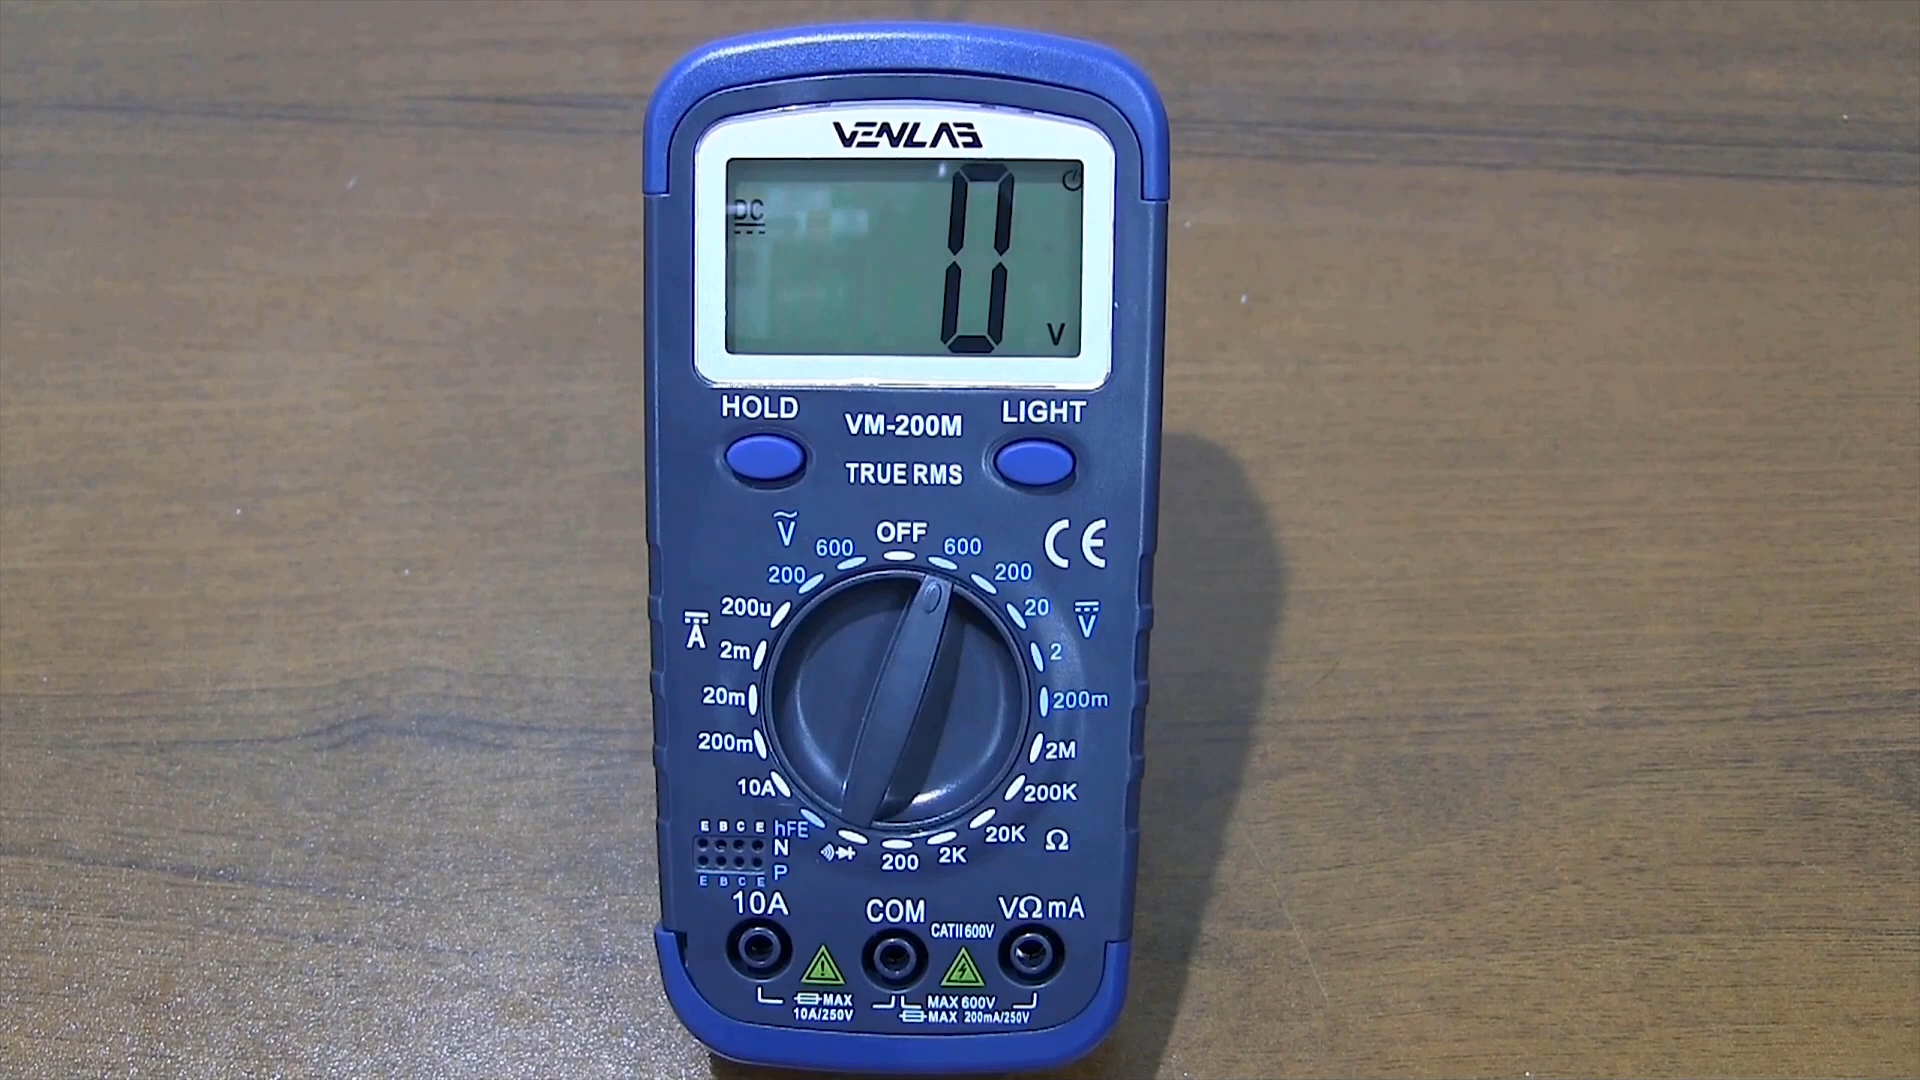 VENLAB
DC
0
V
HOLD
VM-200M
LIGHT
TRUE RMS
V
600
OFF
600
CE
200
200
200u
20
V
A
2m
2
20m
200m
200m
2M
10A
200K
hFE
20K
Ω
E B C E
N
P
E B C E
200
2K
10A
COM
VΩmA
CATII600V
MAX
10A/250V
MAX 600V
MAX 200mA/250V